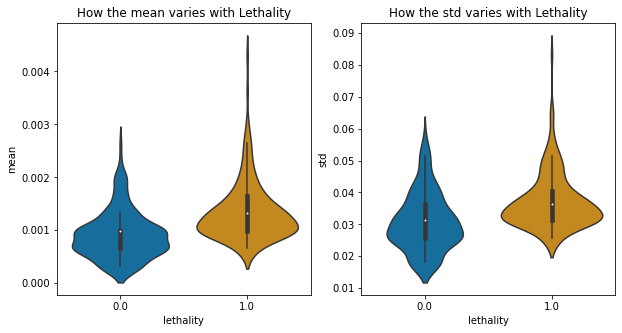 How the mean varies with Lethality
mean
0.004
0.003
0.002
0.001
0.000
0.0 1.0
lethality
How the std varies with Lethality
std
0.09
0.08
0.07
0.06
0.05
0.04
0.03
0.02
0.01
0.0 1.0
lethality